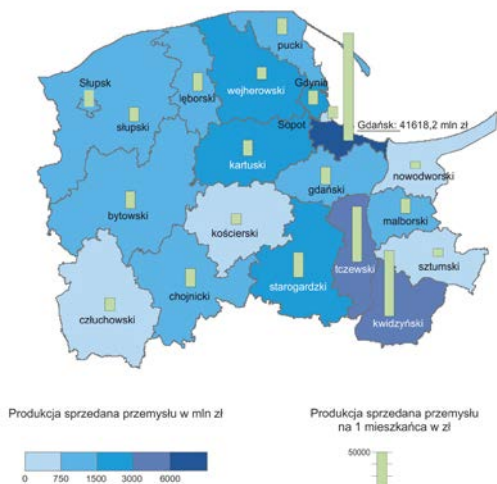 pucki
Słupsk
lęborski
wejherowski
Gdynia
słupski
Sopot
Gdańsk: 41618,2 mln zł
kartuski
nowodworski
gdański
bytowski
malborski
kościerski
sztumski
tczewski
chojnicki
starogardzki
człuchowski
kwidzyński
Produkcja sprzedana przemysłu w mln zł
0 750 1500 3000 6000
Produkcja sprzedana przemysłu
na 1 mieszkańca w zł
50000